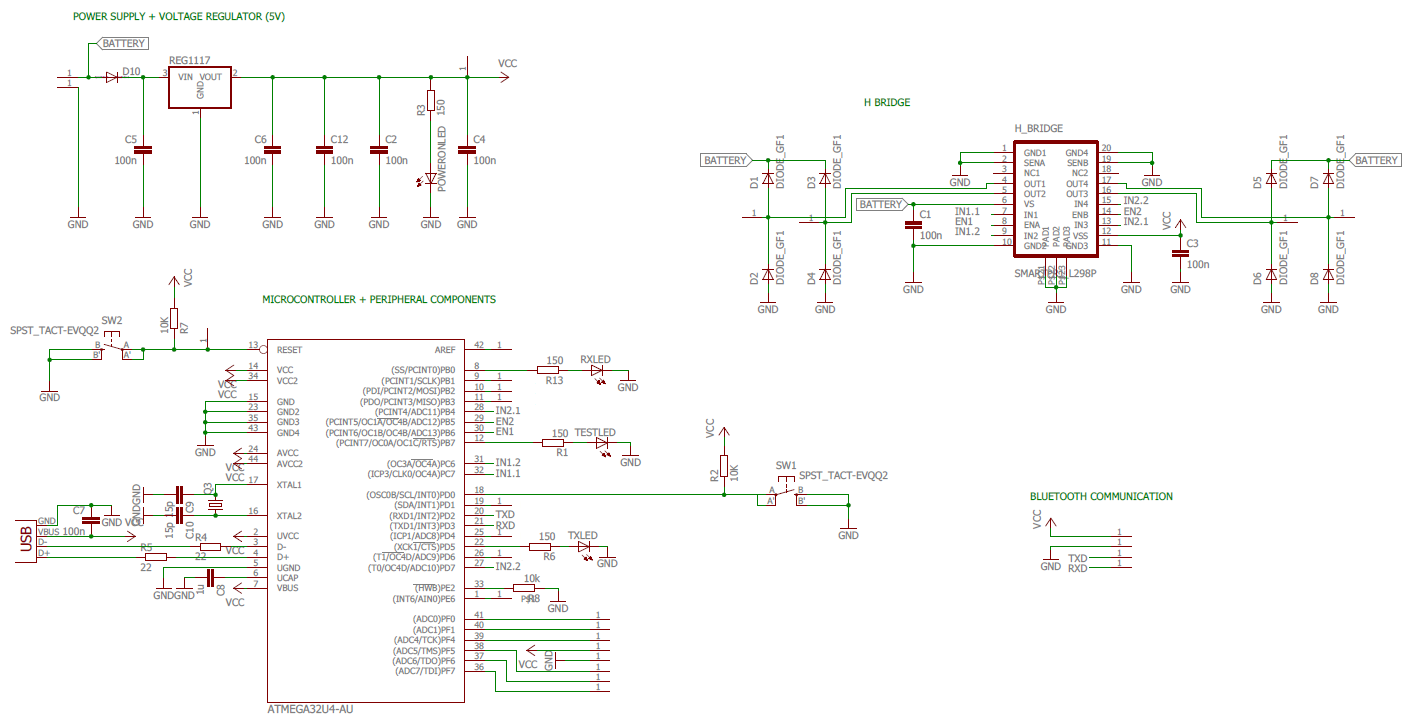 POWER SUPPLY + VOLTAGE REGULATOR (5V)
BATTERY
REG1117
D10
VIN VOUT
GND
3
2
1
1
1
1
VCC
C5
100n
C6
100n
C12
100n
C2
100n
R3
150
POWERONLED
C4
100n
GND
GND
GND
GND
GND
GND
GND
GND
H BRIDGE
H_BRIDGE
BATTERY
D1
DIODE_GF1
D3
DIODE_GF1
D2
DIODE_GF1
D4
DIODE_GF1
1
1
GND
GND
GND
BATTERY
C1
100n
GND
IN1.1
EN1
IN1.2
1 GND1
2 SENA
3 NC1
4 OUT1
5 OUT2
6 VS
7 IN1
8 ENA
9 IN2
10 GND2
GND4 20
SENB 19
NC2 18
OUT4 17
OUT3 16
IN4 15
ENB 14
IN3 13
VSS 12
GND3 11
PAD1
PAD2
PAD3
GND
IN2.2
EN2
IN2.1
GND
GND
VCC
C3
100n
GND
D5
DIODE_GF1
D7
DIODE_GF1
D6
DIODE_GF1
D8
DIODE_GF1
BATTERY
1
1
GND
GND
MICROCONTROLLER + PERIPHERAL COMPONENTS
SW2
SPST_TACT-EVQQ2
B
B'
A
A'
GND
VCC
10K
R7
1
13 RESET
14 VCC
34 VCC2
15 GND
23 GND2
35 GND3
43 GND4
24 AVCC
44 AVCC2
17 XTAL1
16 XTAL2
2 UVCC
3 D-
4 D+
5 UGND
6 UCAP
7 VBUS
VCC
VCC
GND
VCC
VCC
GND
GND
15p
C9
15p
C10
Q3
USB
GND
VBUS
D-
D+
C7
100n
GND
VCC
R4
22
R5
22
VCC
GND
GND
1u
C8
VCC
AREF 42 1
(SS/PCINT0)PB0 8
(PCINT1/SCLK)PB1 9 1
(PDI/PCINT2/MOSI)PB2 10 1
(PDO/PCINT3/MISO)PB3 11 1
(PCINT4/ADC11)PB4 28 IN2.1
(PCINT5/OC1A/OC4B/ADC12)PB5 29 EN2
(PCINT6/OC1B/OC4B/ADC13)PB6 30 EN1
(PCINT7/OC0A/OC1C/RTS)PB7 12
(OC3A/OC4A)PC6 31 IN1.2
(ICP3/CLK0/OC4A)PC7 32 IN1.1
(OSC0B/SCL/INT0)PD0 18
(SDA/INT1)PD1 19 1
(RXD1/INT2)PD2 20 TXD
(TXD1/INT3)PD3 21 RXD
(ICP1/ADC8)PD4 25 1
(XCK1/CTS)PD5 22
(T1/OC4D/ADC9)PD6 26 1
(T0/OC4D/ADC10)PD7 27 IN2.2
(HWB)PE2 33
(INT6/AIN0)PE6 1 1
(ADC0)PF0 41 1
(ADC1)PF1 40 1
(ADC4/TCK)PF4 39 1
(ADC5/TMS)PF5 38 1
(ADC6/TDO)PF6 37 1
(ADC7/TDI)PF7 36 1
1
1
VCC
GND
ATMEGA32U4-AU
150
R13
RXLED
GND
150
R1
TESTLED
GND
150
R6
TXLED
GND
10k
R8
GND
VCC
R2
10K
SW1
SPST_TACT-EVQQ2
A
A'
B
B'
GND
BLUETOOTH COMMUNICATION
VCC
GND
TXD
RXD
1
1
1
1